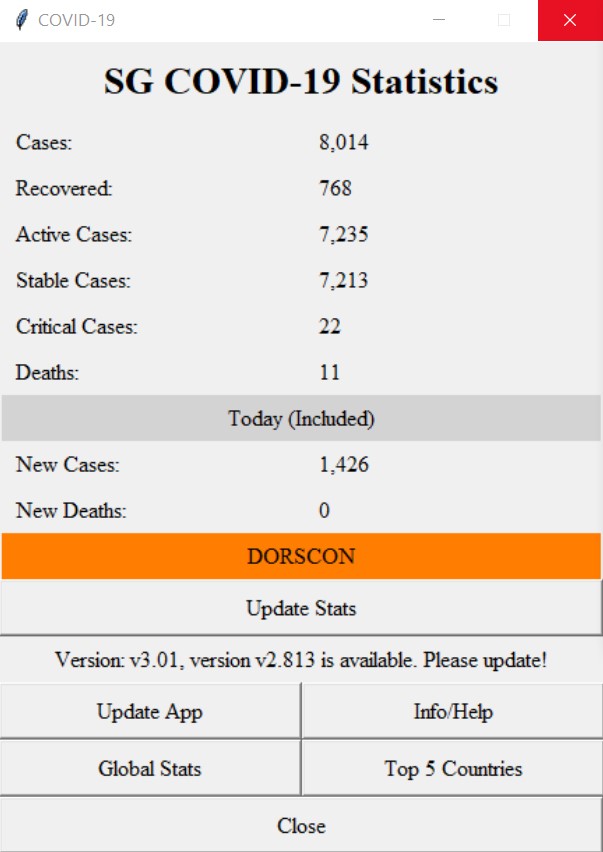 COVID-19
SG COVID-19 Statistics
Cases: 8,014
Recovered: 768
Active Cases: 7,235
Stable Cases: 7,213
Critical Cases: 22
Deaths: 11
Today (Included)
New Cases: 1,426
New Deaths: 0
DORSCON
Update Stats
Version: v3.01, version v2.813 is available. Please update!
Update App Info/Help
Global Stats Top 5 Countries
Close